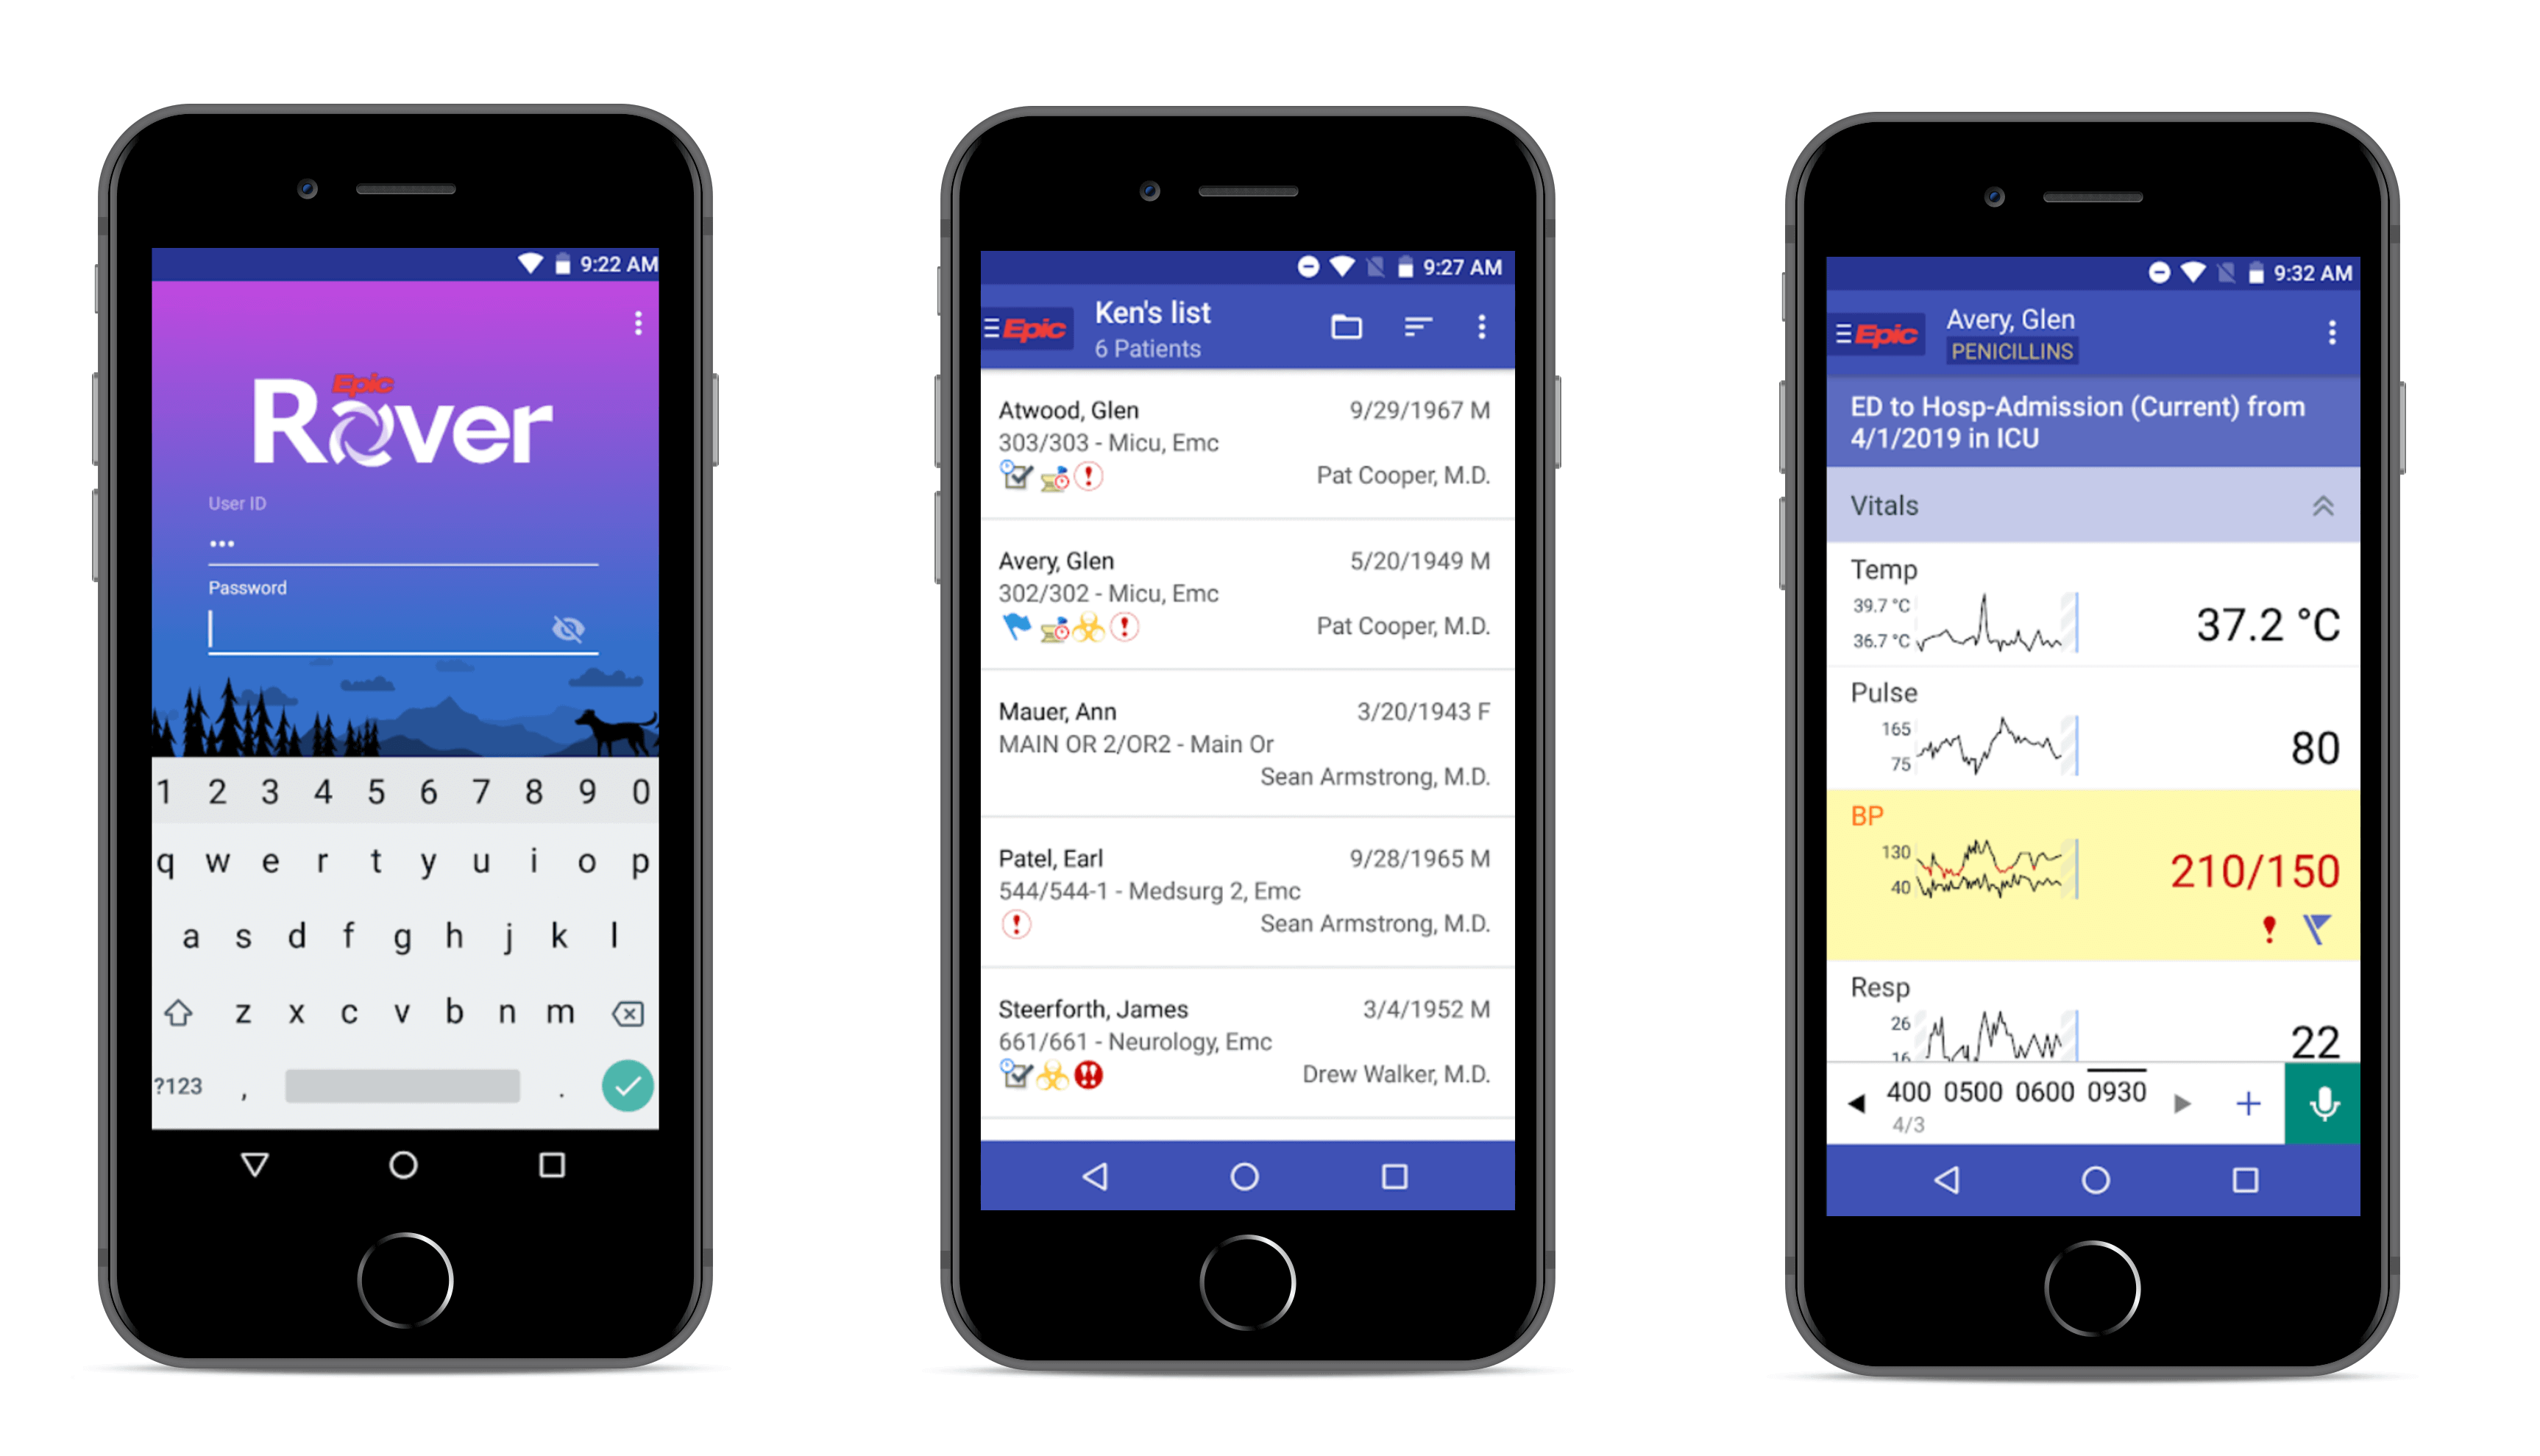 9:22 AM
Epic
Rover
User ID
•••
Password
1 2 3 4 5 6 7 8 9 0
q w e r t y u i o p
a s d f g h j k l
z x c v b n m
?123 , .
9:27 AM
Epic
Ken's list
6 Patients
Atwood, Glen 9/29/1967 M
303/303 - Micu, Emc
Pat Cooper, M.D.
Avery, Glen 5/20/1949 M
302/302 - Micu, Emc
Pat Cooper, M.D.
Mauer, Ann 3/20/1943 F
MAIN OR 2/OR2 - Main Or
Sean Armstrong, M.D.
Patel, Earl 9/28/1965 M
544/544-1 - Medsurg 2, Emc
Sean Armstrong, M.D.
Steerforth, James 3/4/1952 M
661/661 - Neurology, Emc
Drew Walker, M.D.
9:32 AM
Epic
Avery, Glen
PENICILLINS
ED to Hosp-Admission (Current) from
4/1/2019 in ICU
Vitals
Temp
39.7 °C
36.7 °C
37.2 °C
Pulse
165
75
80
BP
130
40
210/150
Resp
26
16
22
400 0500 0600 0930
4/3